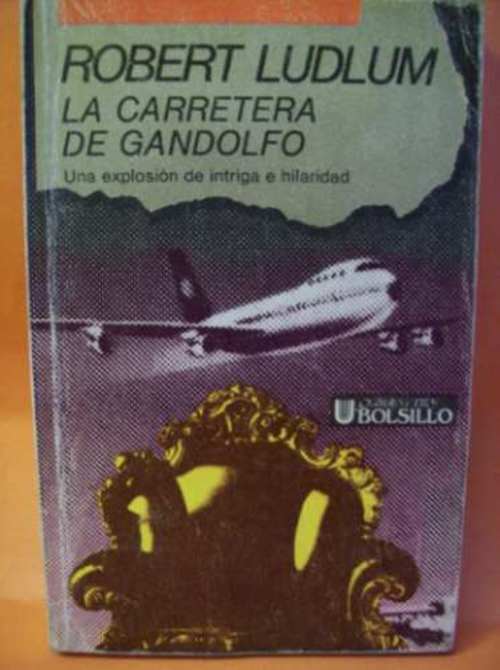 ROBERT LUDLUM
LA CARRETERA
DE GANDOLFO
Una explosión de intriga e hilaridad
BOLSILLO